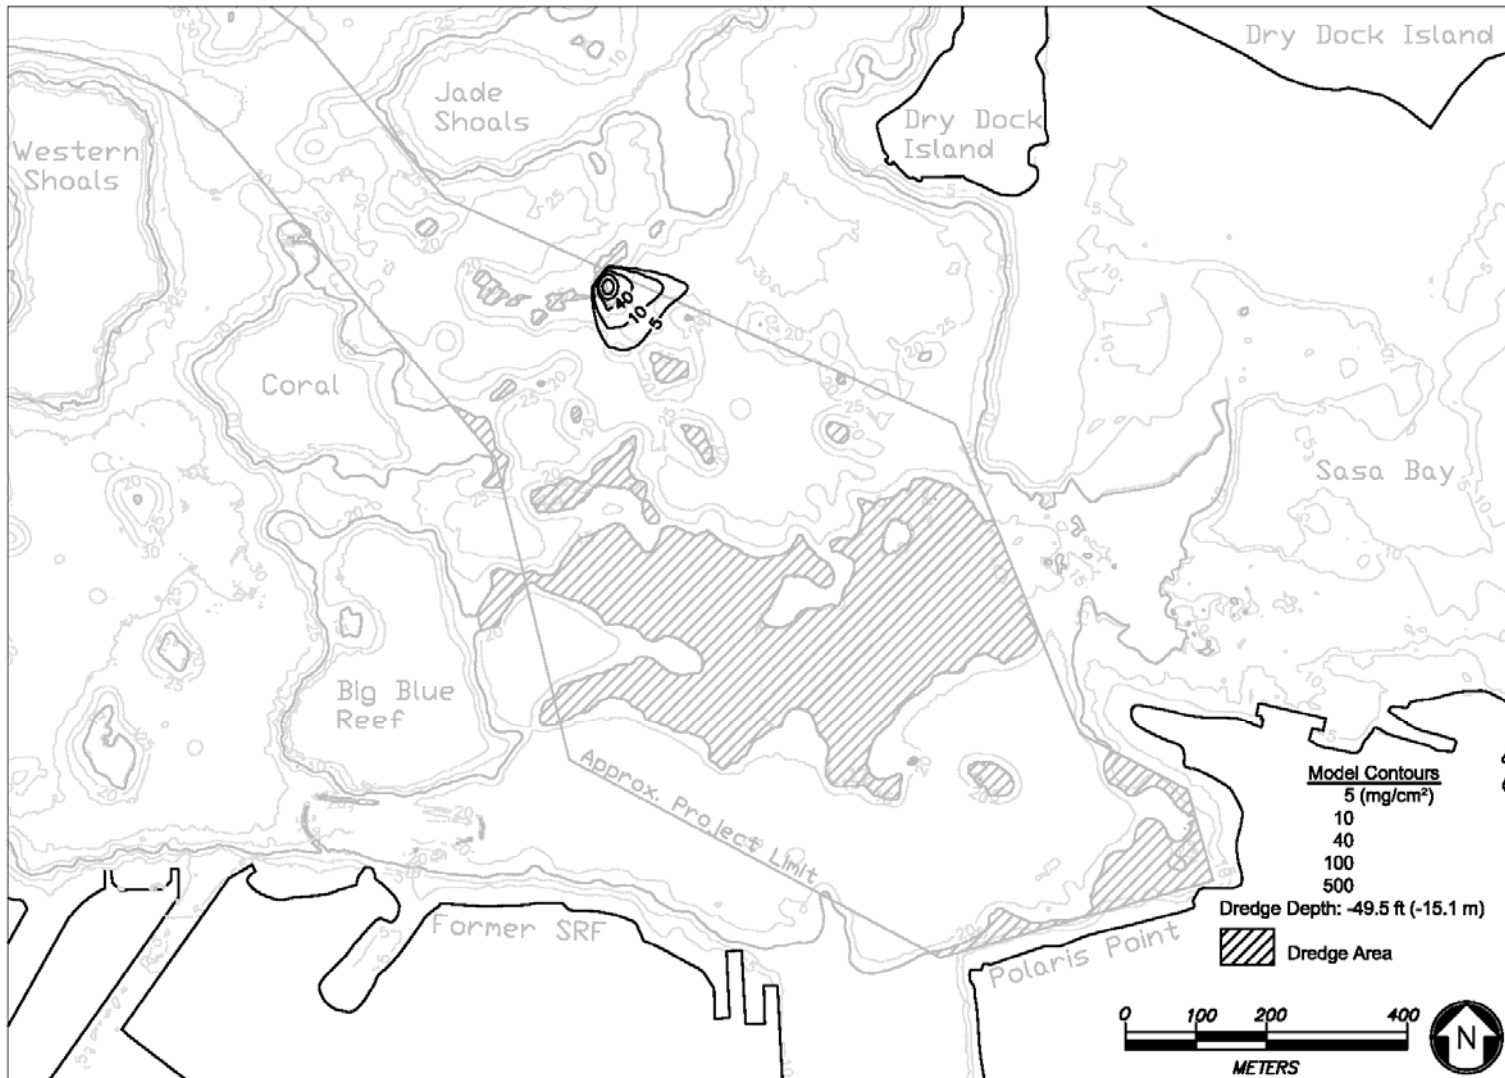 Dry Dock Island
Jade
Shoals
Dry Dock
Island
Western
Shoals
40
10
5
Coral
Sasa Bay
Big Blue
Reef
Approx. Project Limit
Model Contours
5 (mg/cm²)
10
40
100
500
Dredge Depth: -49.5 ft (-15.1 m)
Dredge Area
Former SRF
Polaris Point
0 100 200 400
METERS
N